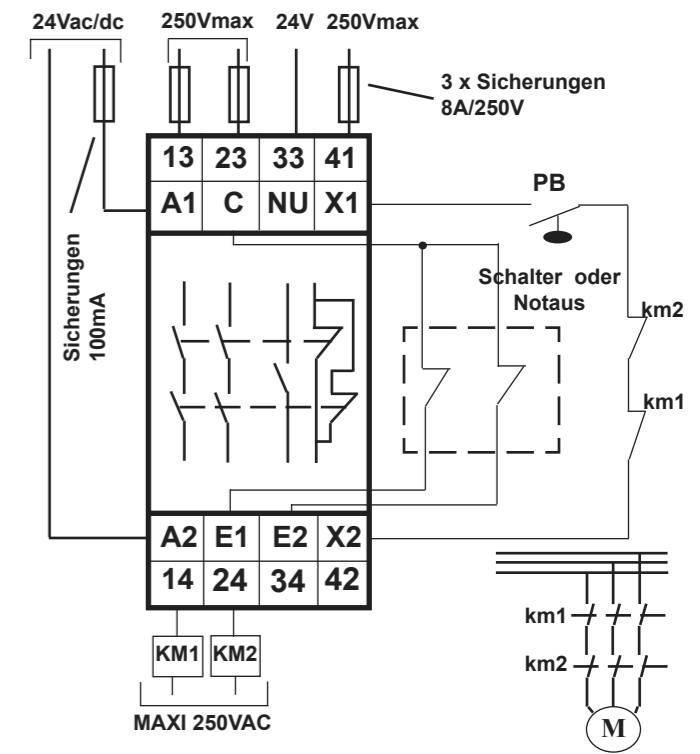 24Vac/dc 250Vmax 24V 250Vmax
3 x Sicherungen
8A/250V
13 23 33 41
A1 C NU X1
PB
Sicherungen
100mA
Schalter oder
Notaus
km2
km1
A2 E1 E2 X2
14 24 34 42
km1
KM1 KM2
km2
MAXI 250VAC
M